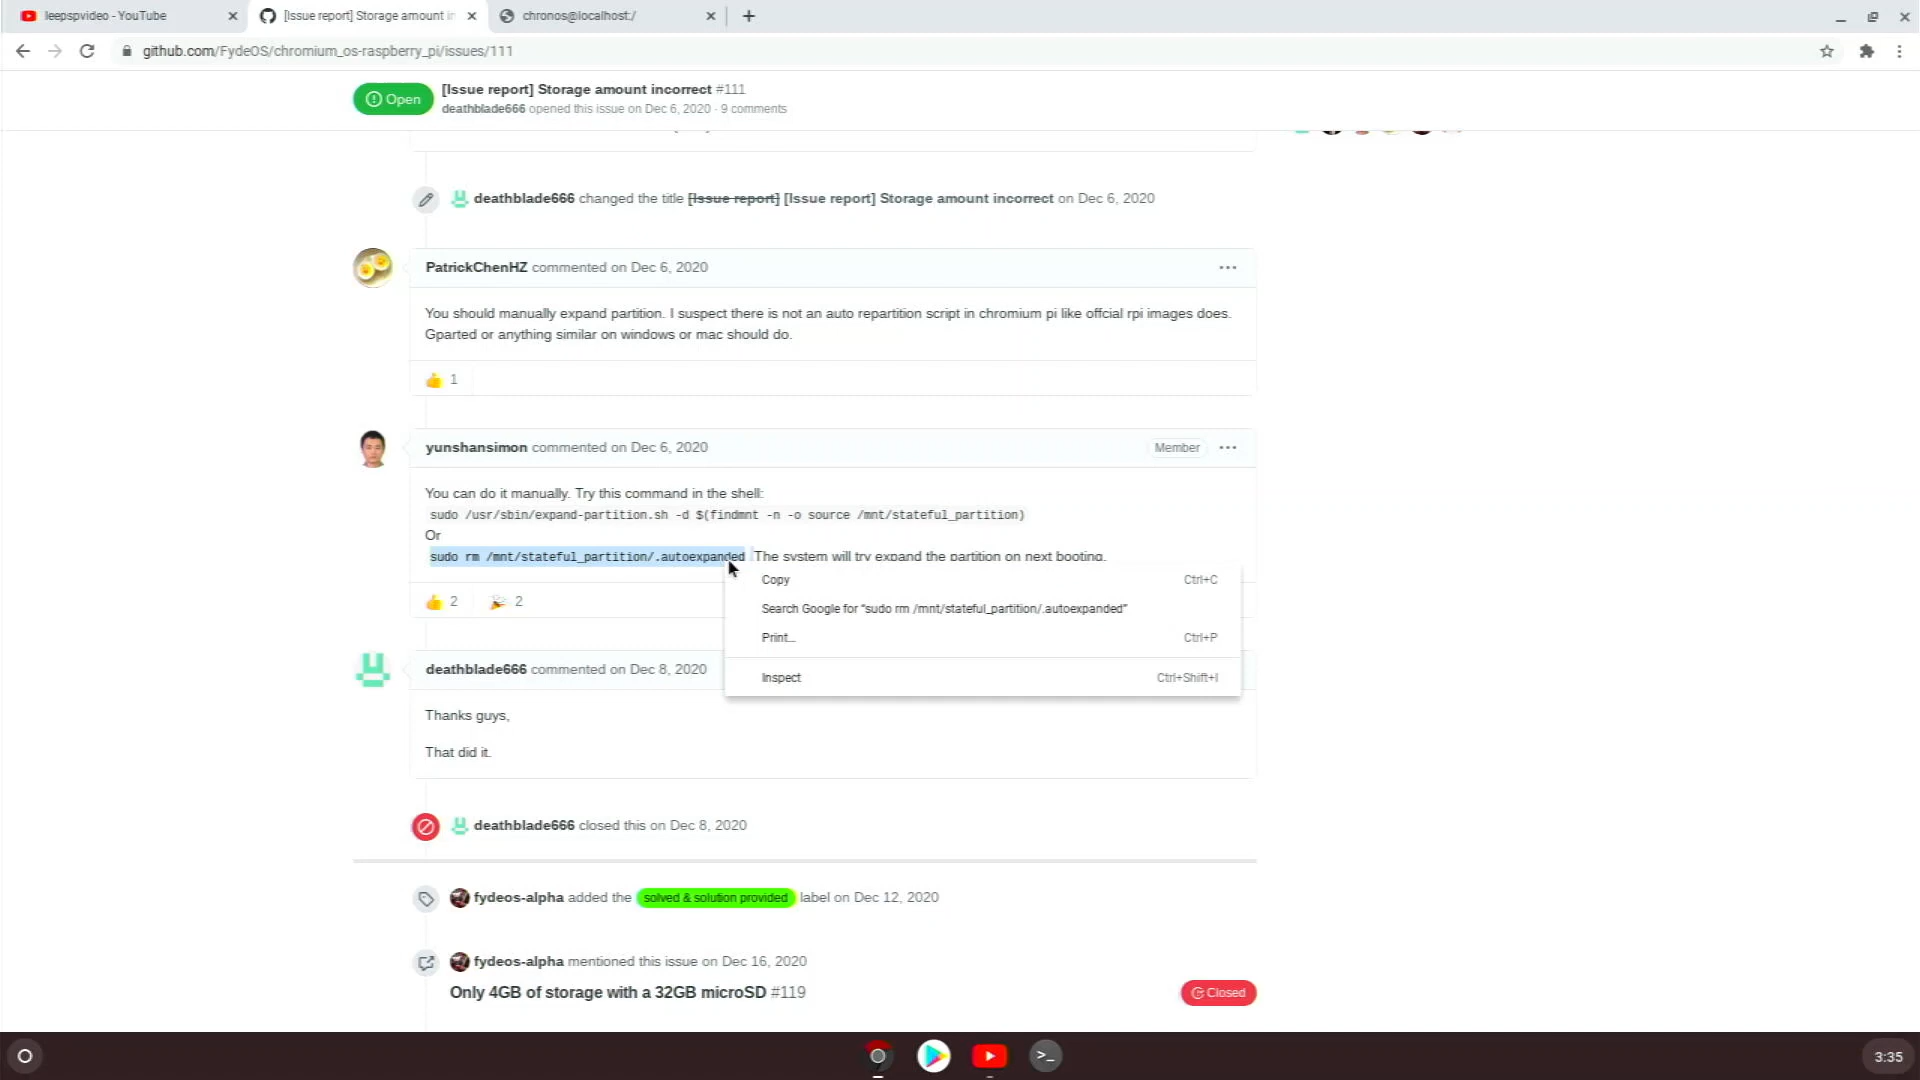 leepspvideo - YouTube
[Issue report] Storage amount in
chronos@localhost:/
github.com/FydeOS/chromium_os-raspberry_pi/issues/111
Open
[Issue report] Storage amount incorrect #111
deathblade666 opened this issue on Dec 6, 2020 · 9 comments
deathblade666 changed the title [Issue report] [Issue report] Storage amount incorrect on Dec 6, 2020
PatrickChenHZ commented on Dec 6, 2020
You should manually expand partition. I suspect there is not an auto repartition script in chromium pi like offcial rpi images does.
Gparted or anything similar on windows or mac should do.
1
yunshansimon commented on Dec 6, 2020
Member
You can do it manually. Try this command in the shell:
sudo /usr/sbin/expand-partition.sh -d $(findmnt -n -o source /mnt/stateful_partition)
Or
sudo rm /mnt/stateful_partition/.autoexpanded The system will try expand the partition on next booting.
Copy Ctrl+C
2 2
Search Google for “sudo rm /mnt/stateful_partition/.autoexpanded”
Print... Ctrl+P
Inspect Ctrl+Shift+I
deathblade666 commented on Dec 8, 2020
Thanks guys,
That did it.
deathblade666 closed this on Dec 8, 2020
fydeos-alpha added the solved & solution provided label on Dec 12, 2020
fydeos-alpha mentioned this issue on Dec 16, 2020
Only 4GB of storage with a 32GB microSD #119
Closed
>_
3:35